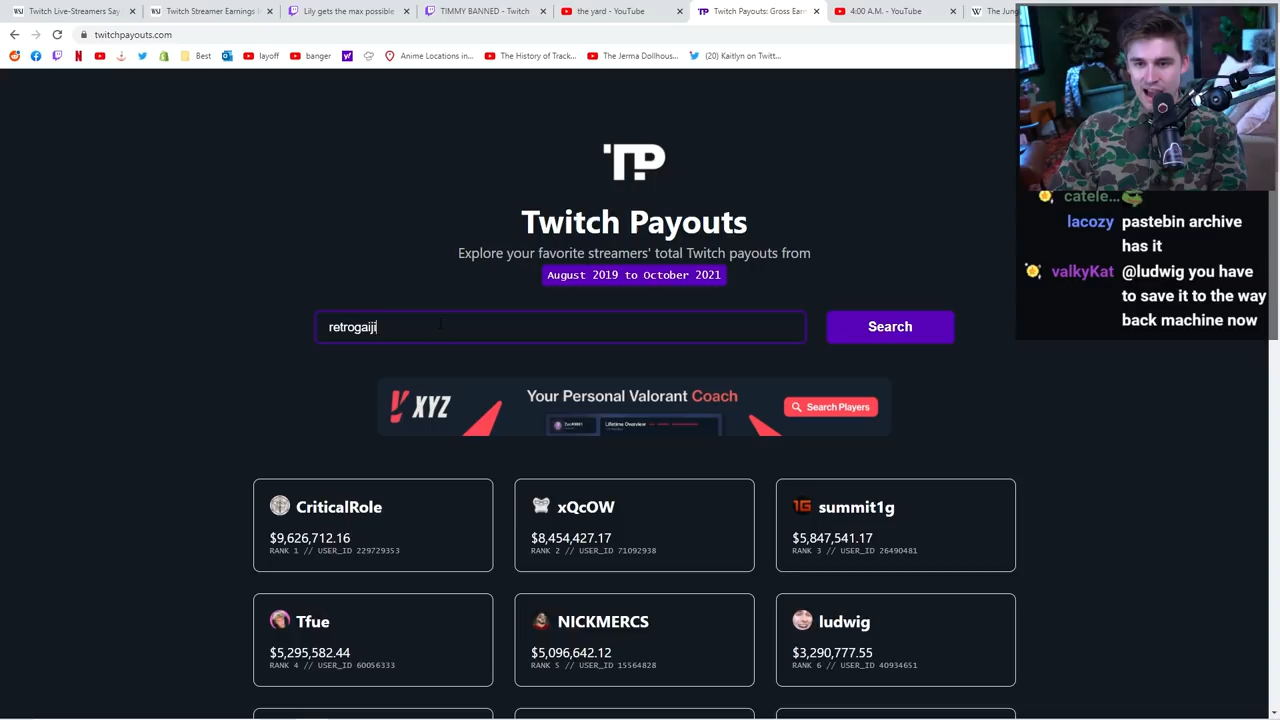 Twitch Live-Streamers Say
Twitch Streamer Earnings I
Lily gets the max possible
TIMMY BANNED - Twitch
the yard - YouTube
Twitch Payouts: Gross Earn
4:00 A.M. - YouTube
The Jung
twitchpayouts.com
Best
layoff
banger
Anime Locations in...
The History of Track...
The Jerma Dollhous...
(20) Kaitlyn on Twitt...
catele...
lacozy pastebin archive
has it
valkyKat @ludwig you have
to save it to the way
back machine now
TP
Twitch Payouts
Explore your favorite streamers' total Twitch payouts from
August 2019 to October 2021
retrogaiji
Search
XYZ
Your Personal Valorant Coach
Search Players
Lifetime Overview
CriticalRole
$9,626,712.16
RANK 1 // USER_ID 229729353
xQcOW
$8,454,427.17
RANK 2 // USER_ID 71092938
1G summit1g
$5,847,541.17
RANK 3 // USER_ID 26490481
Tfue
$5,295,582.44
RANK 4 // USER_ID 60056333
NICKMERCS
$5,096,642.12
RANK 5 // USER_ID 15564828
ludwig
$3,290,777.55
RANK 6 // USER_ID 40934651